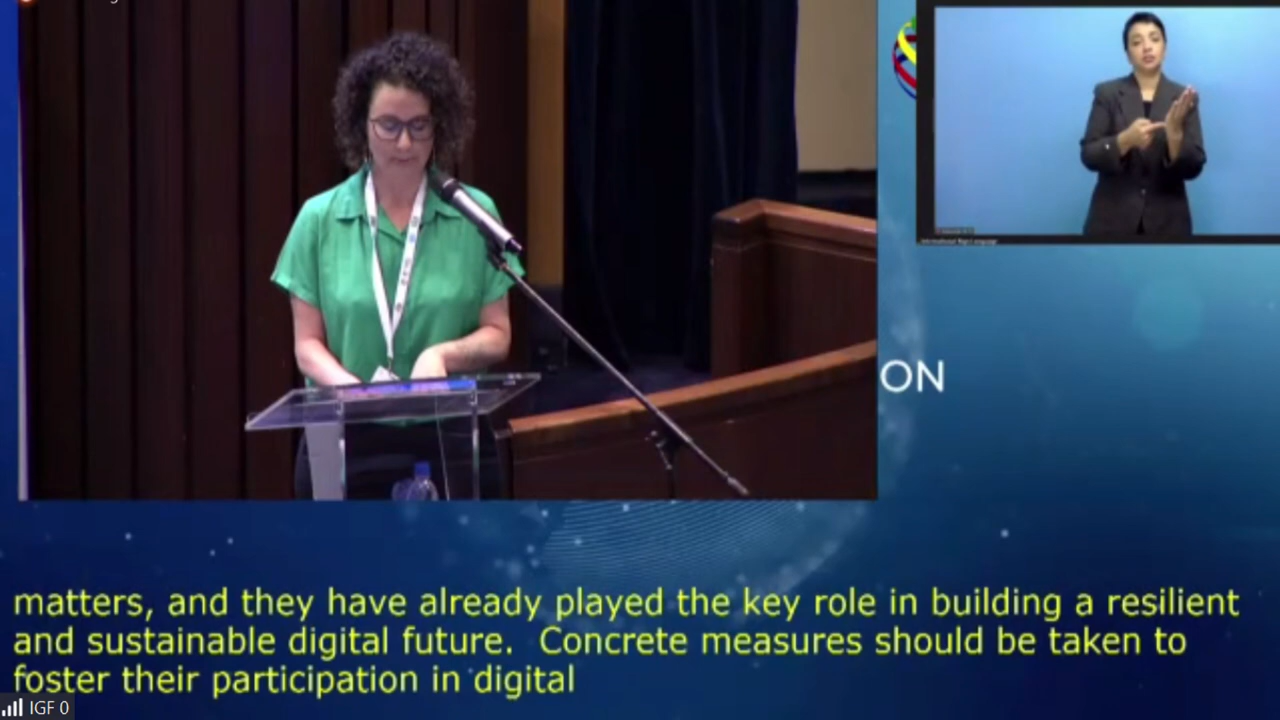 ON
matters, and they have already played the key role in building a resilient
and sustainable digital future.  Concrete measures should be taken to
foster their participation in digital
IGF 0